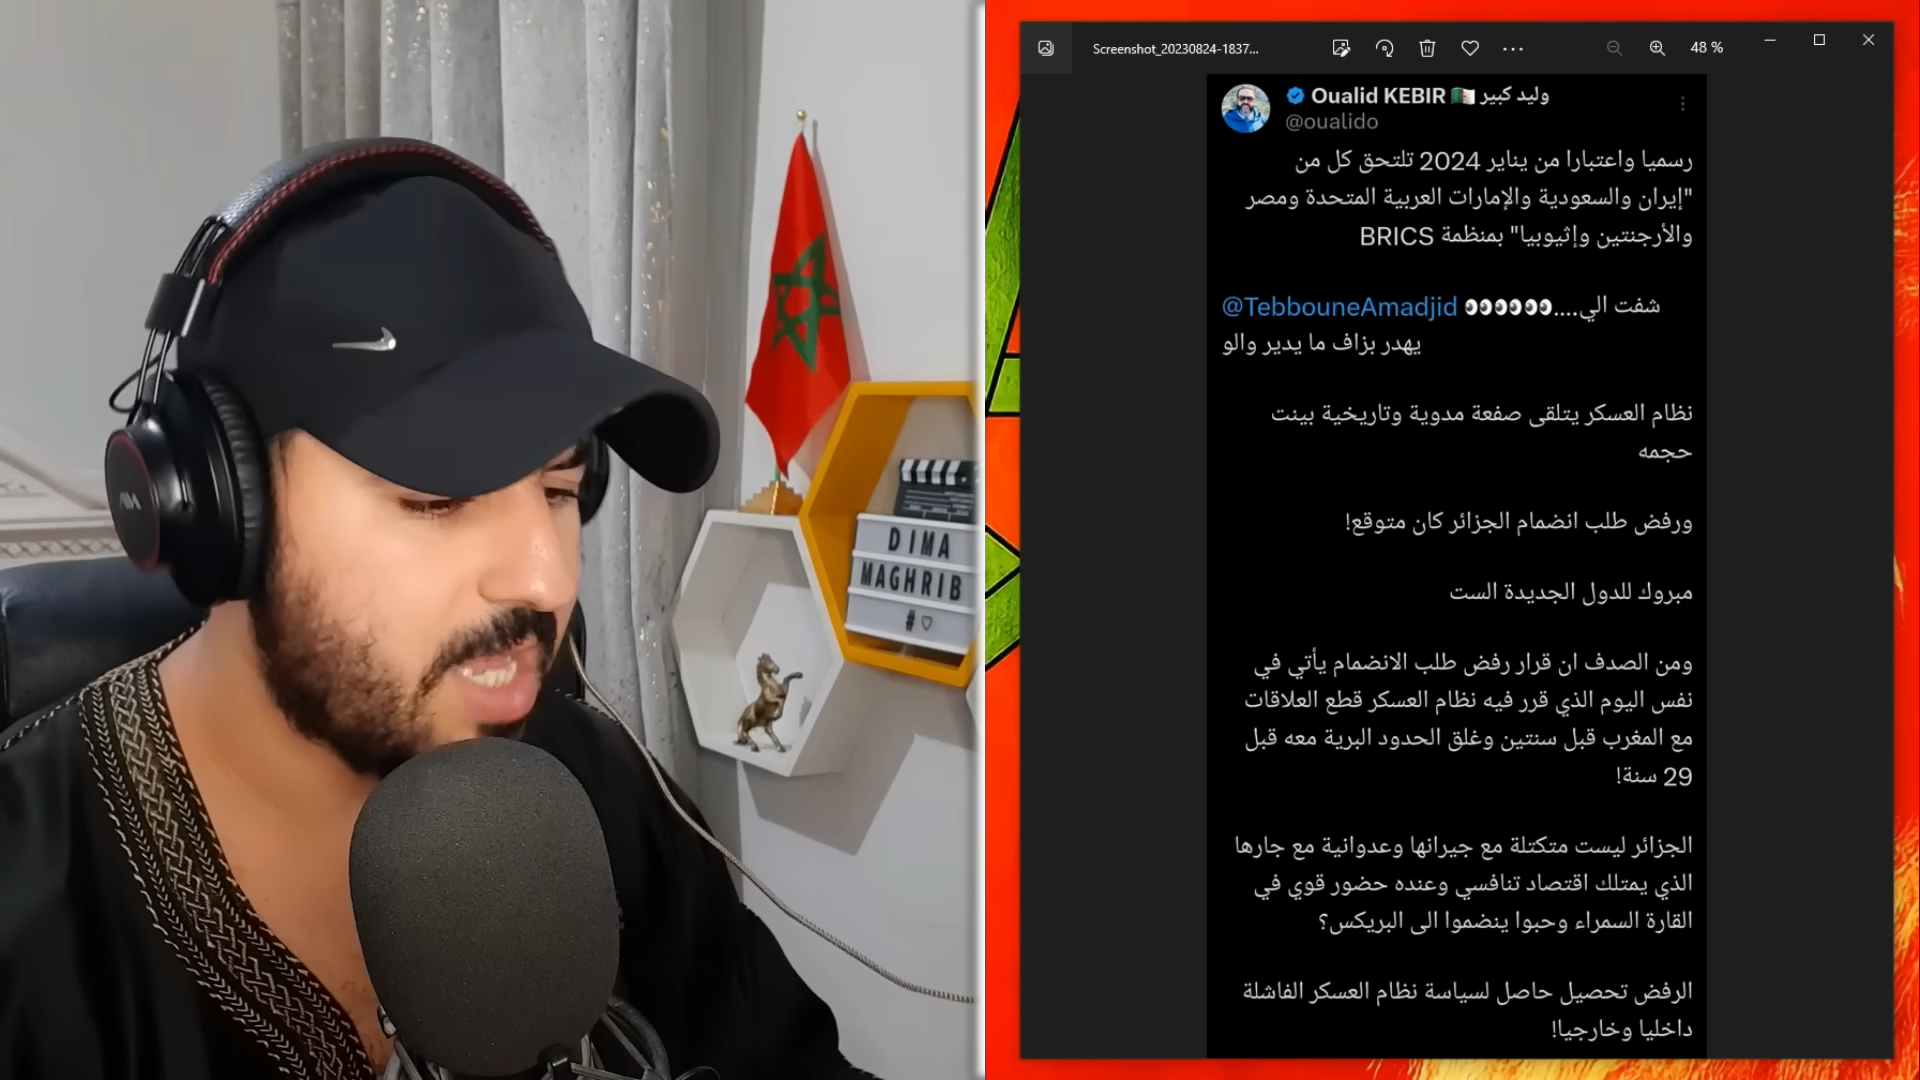 DIMA
MAGHRIB
#♡
Screenshot_20230824-1837...
48 %
Oualid KEBIR 🇩🇿 وليد كبير
@oualido
رسميا واعتبارا من يناير 2024 تلتحق كل من
"إيران والسعودية والإمارات العربية المتحدة ومصر
والأرجنتين وإثيوبيا" بمنظمة BRICS
شفت الي....👀👀👀 @TebbouneAmadjid
يهدر بزاف ما يدير والو
نظام العسكر يتلقى صفعة مدوية وتاريخية بينت
حجمه
ورفض طلب انضمام الجزائر كان متوقع!
مبروك للدول الجديدة الست
ومن الصدف ان قرار رفض طلب الانضمام يأتي في
نفس اليوم الذي قرر فيه نظام العسكر قطع العلاقات
مع المغرب قبل سنتين وغلق الحدود البرية معه قبل
29 سنة!
الجزائر ليست متكتلة مع جيرانها وعدوانية مع جارها
الذي يمتلك اقتصاد تنافسي وعنده حضور قوي في
القارة السمراء وحبوا ينضموا الى البريكس؟
الرفض تحصيل حاصل لسياسة نظام العسكر الفاشلة
داخليا وخارجيا!